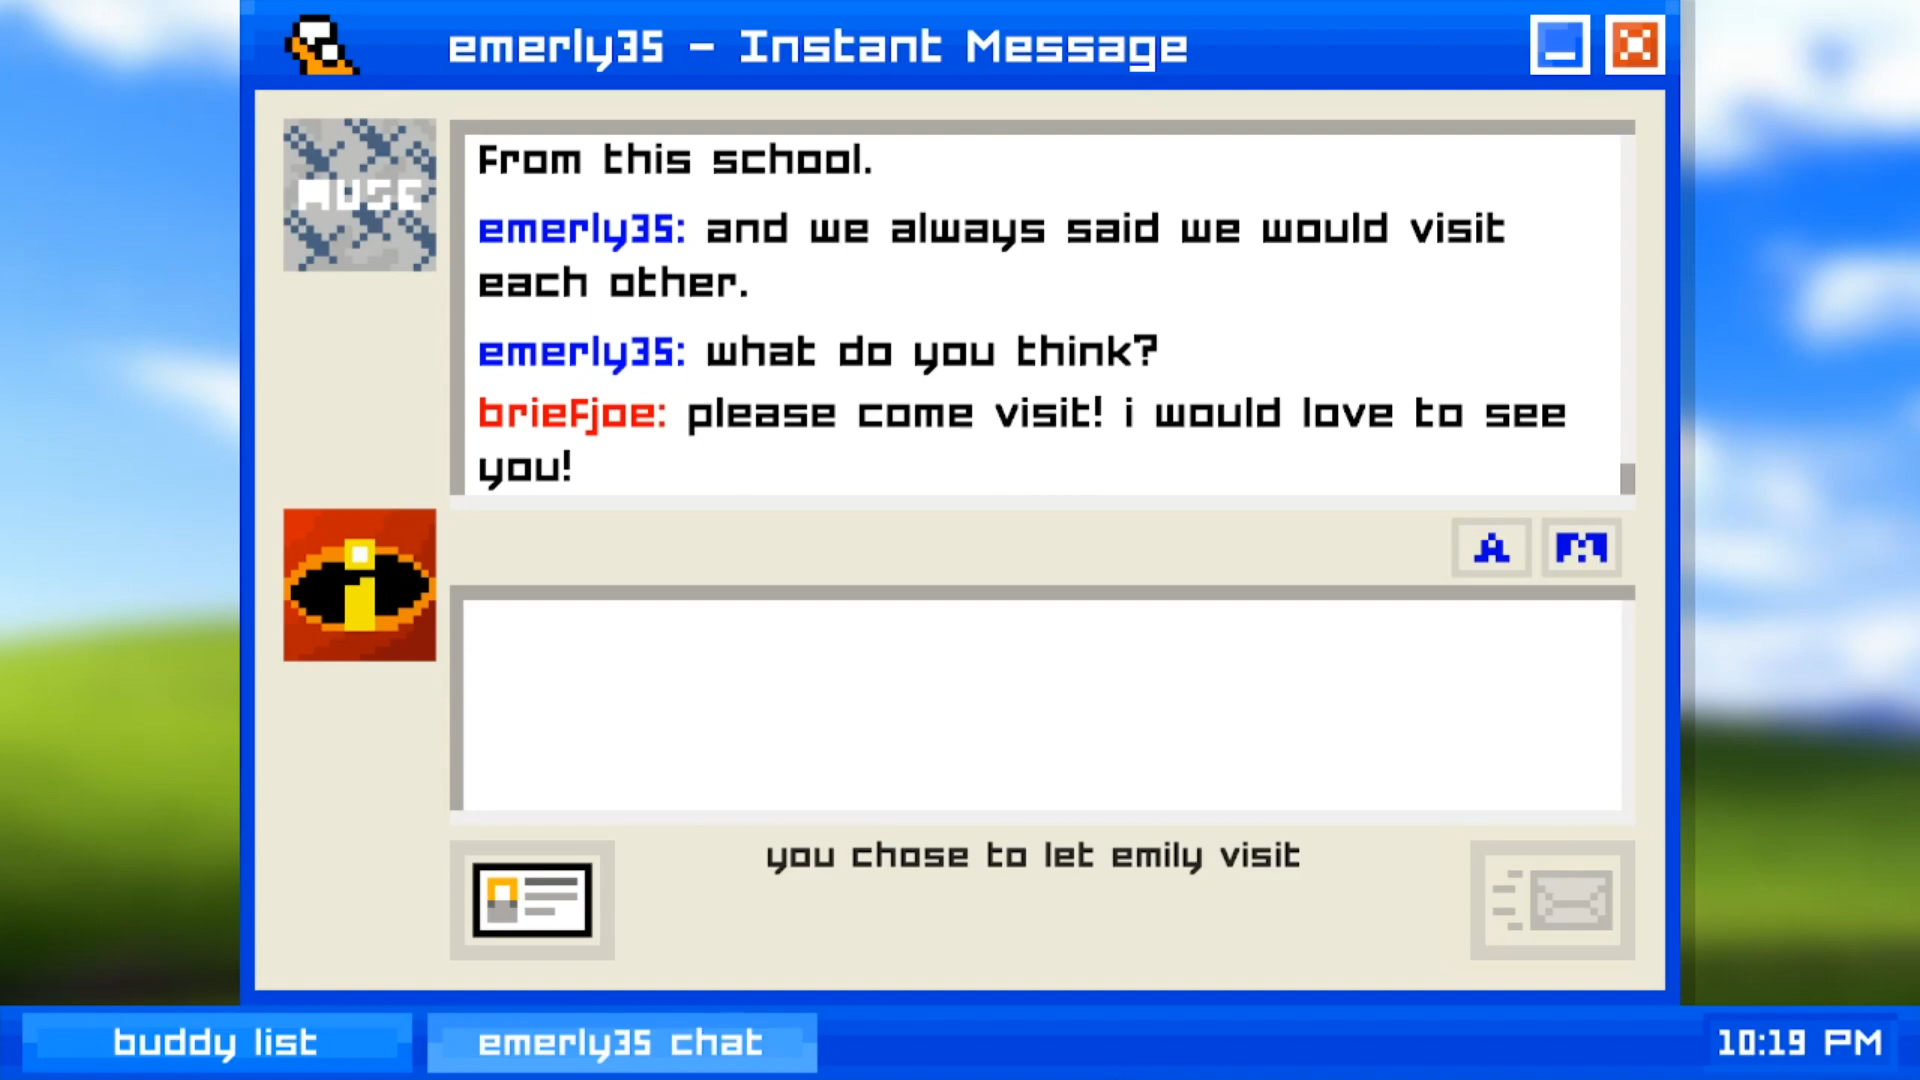 emerly35 - Instant Message
MUSE
from this school.
emerly35: and we always said we would visit
each other.
emerly35: what do you think?
briefjoe: please come visit! i would love to see
you!
i
A
M
you chose to let emily visit
buddy list
emerly35 chat
10:19 PM